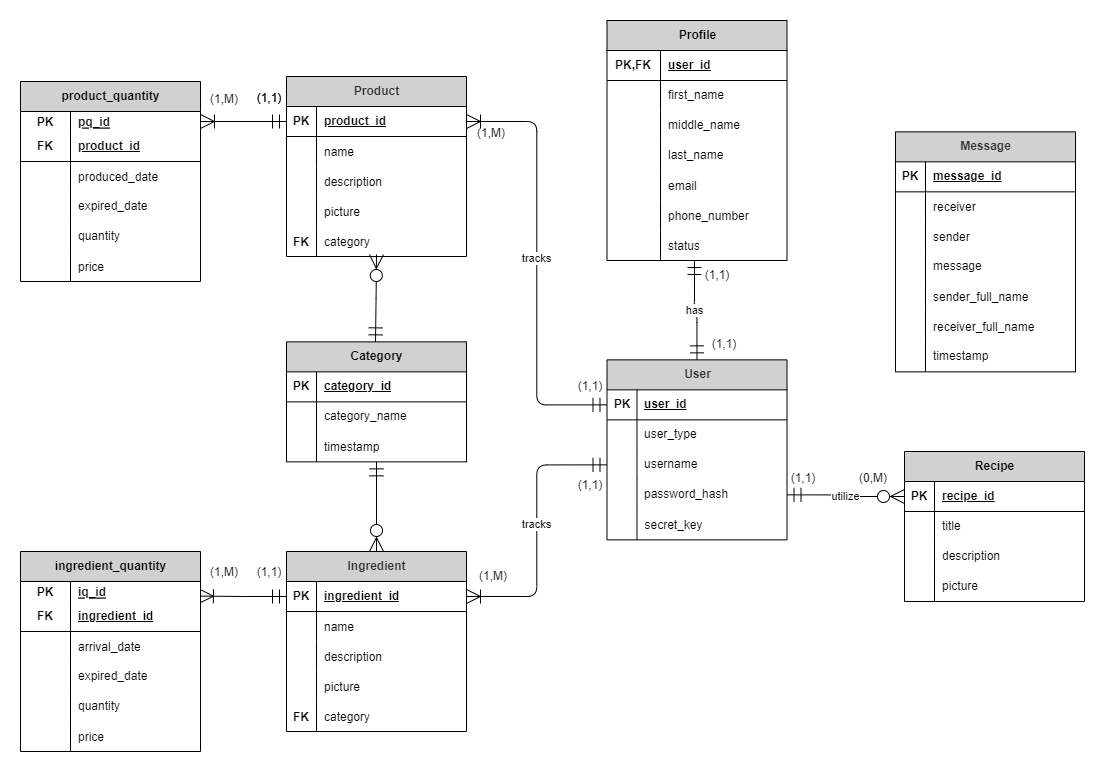 product_quantity
PK pq_id
FK product_id
produced_date
expired_date
quantity
price
(1,M)
(1,1)
Product
PK product_id
name
description
picture
FK category
(1,M)
tracks
(1,1)
Profile
PK,FK user_id
first_name
middle_name
last_name
email
phone_number
status
(1,1)
has
(1,1)
Message
PK message_id
receiver
sender
message
sender_full_name
receiver_full_name
timestamp
Category
PK category_id
category_name
timestamp
User
PK user_id
user_type
username
password_hash
secret_key
(1,1)
utilize
(0,M)
Recipe
PK recipe_id
title
description
picture
(1,1)
tracks
(1,M)
ingredient_quantity
PK iq_id
FK ingredient_id
arrival_date
expired_date
quantity
price
(1,M)
(1,1)
Ingredient
PK ingredient_id
name
description
picture
FK category